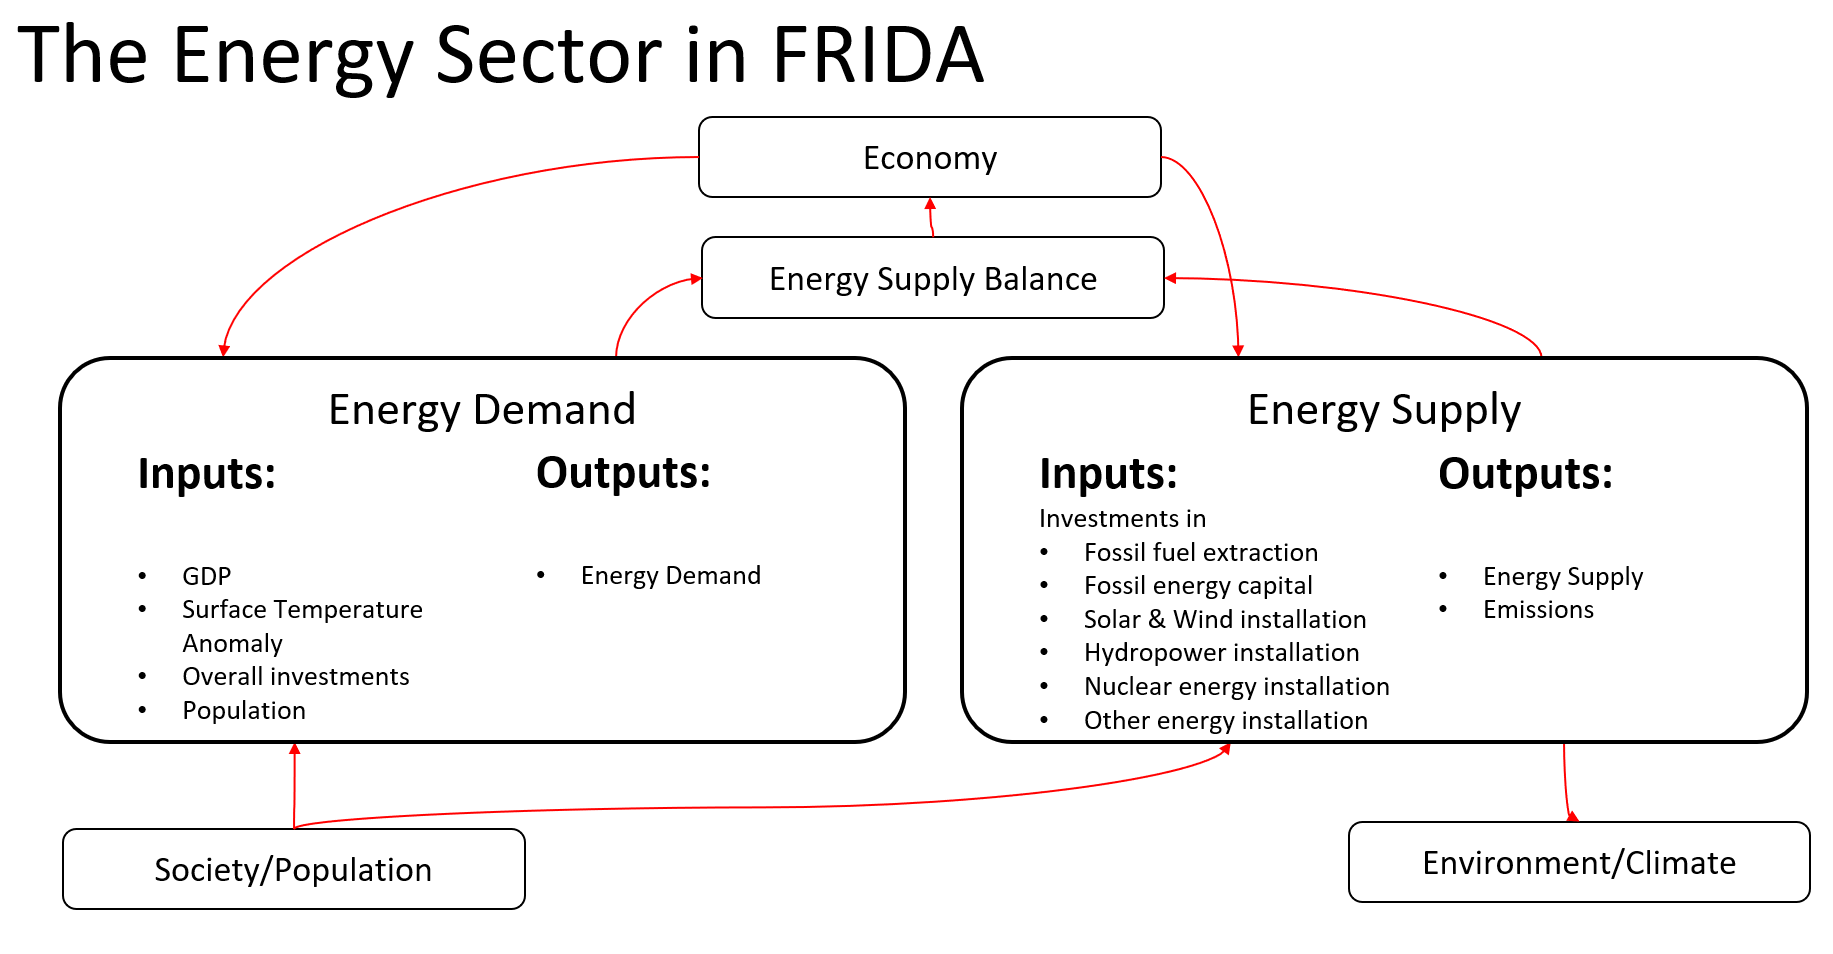 The Energy Sector in FRIDA
Economy
Energy Supply Balance
Energy Demand
Inputs:
• GDP
• Surface Temperature
Anomaly
• Overall investments
• Population
Outputs:
• Energy Demand
Energy Supply
Inputs:
Investments in
• Fossil fuel extraction
• Fossil energy capital
• Solar & Wind installation
• Hydropower installation
• Nuclear energy installation
• Other energy installation
Outputs:
• Energy Supply
• Emissions
Society/Population
Environment/Climate